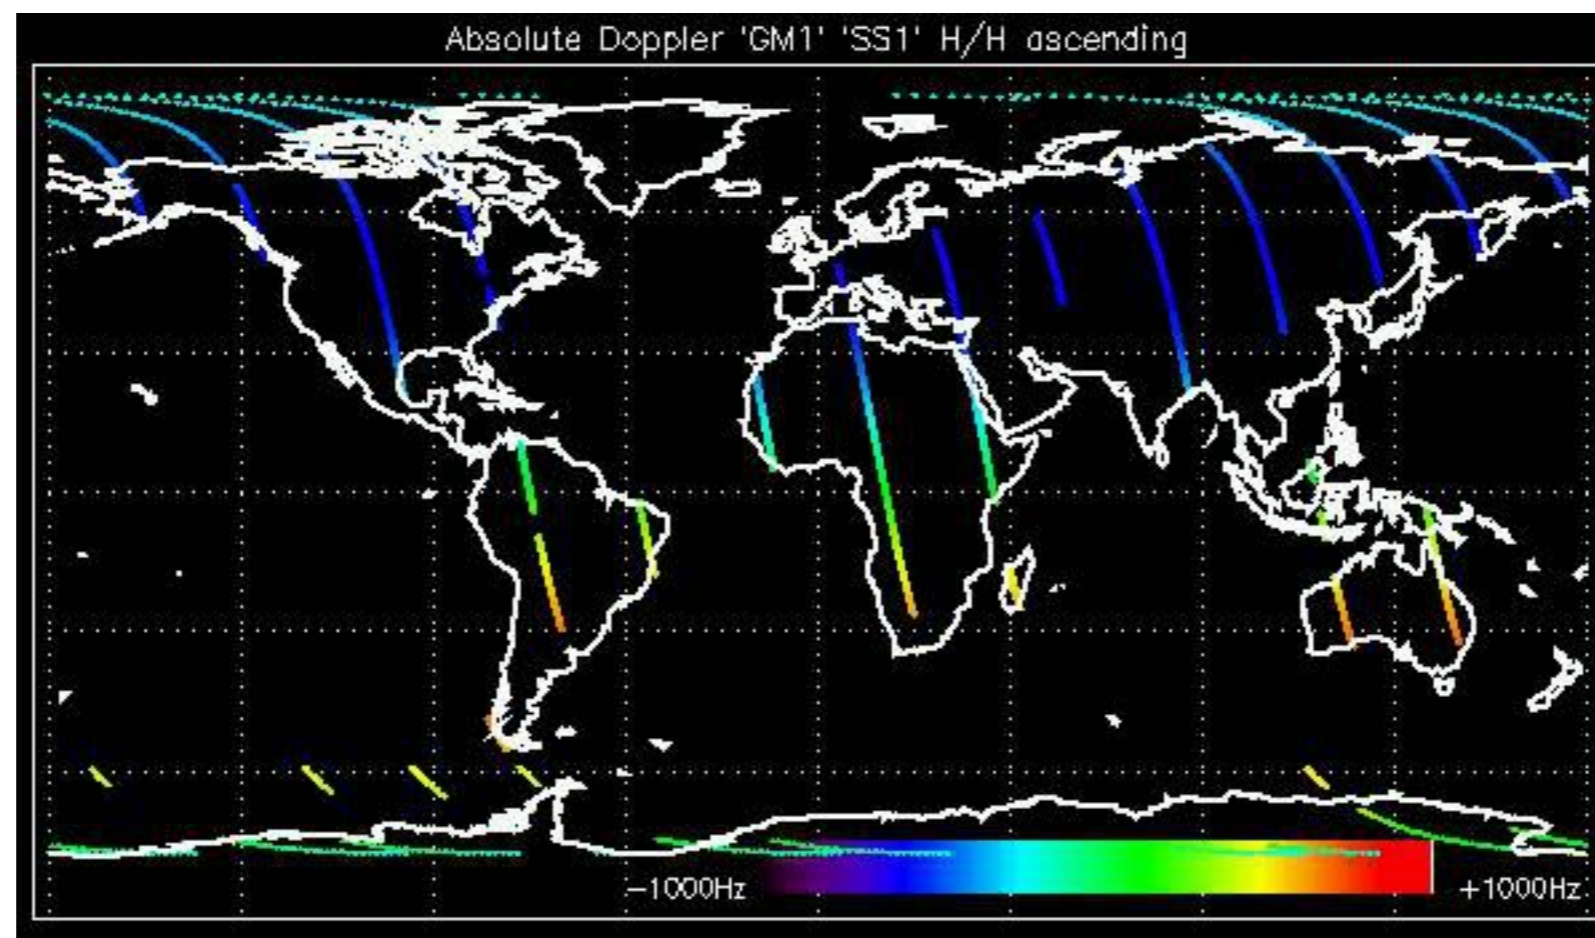 Absolute Doppler 'GM1' 'SS1' H/H ascending
-1000Hz
+1000Hz